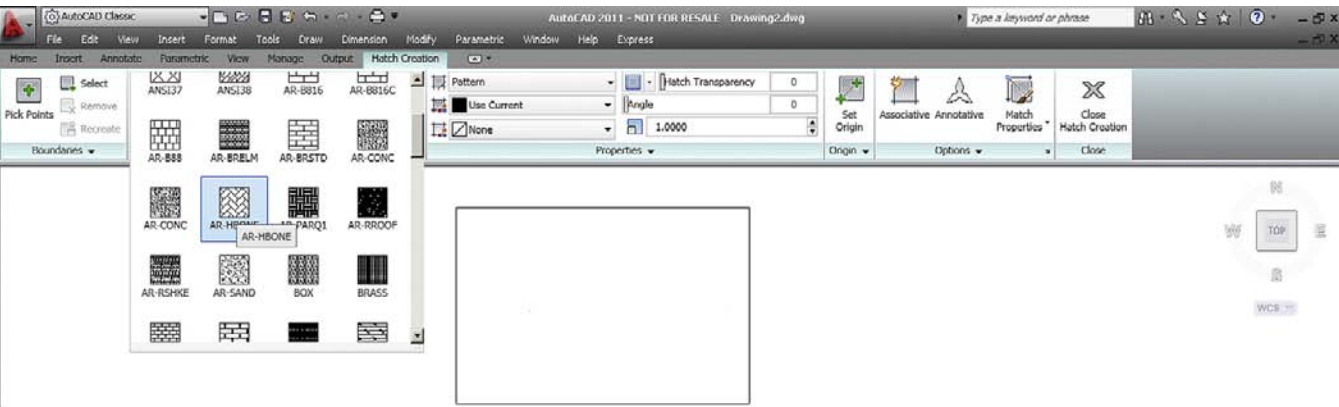 AutoCAD Classic AutoCAD 2011 - NOT FOR RESALE Drawing2.dwg Type a keyword or phrase
File Edit View Insert Format Tools Draw Dimension Modify Parametric Window Help Express
Home Insert Annotate Parametric View Manage Output Hatch Creation
Pick Points
Select
Remove
Recreate
Boundaries
ANSI37 ANSI38 AR-B816 AR-B816C
AR-B88 AR-BRELM AR-BRSTD AR-CONC
AR-CONC AR-HBONE AR-PARQ1 AR-RROOF
AR-HBONE
AR-RSHKE AR-SAND BOX BRASS
Pattern Hatch Transparency 0
Use Current Angle 0
None 1.0000
Properties
Set
Origin
Origin
Associative Annotative Match
Properties
Options
Close
Hatch Creation
Close
N
W TOP E
S
WCS